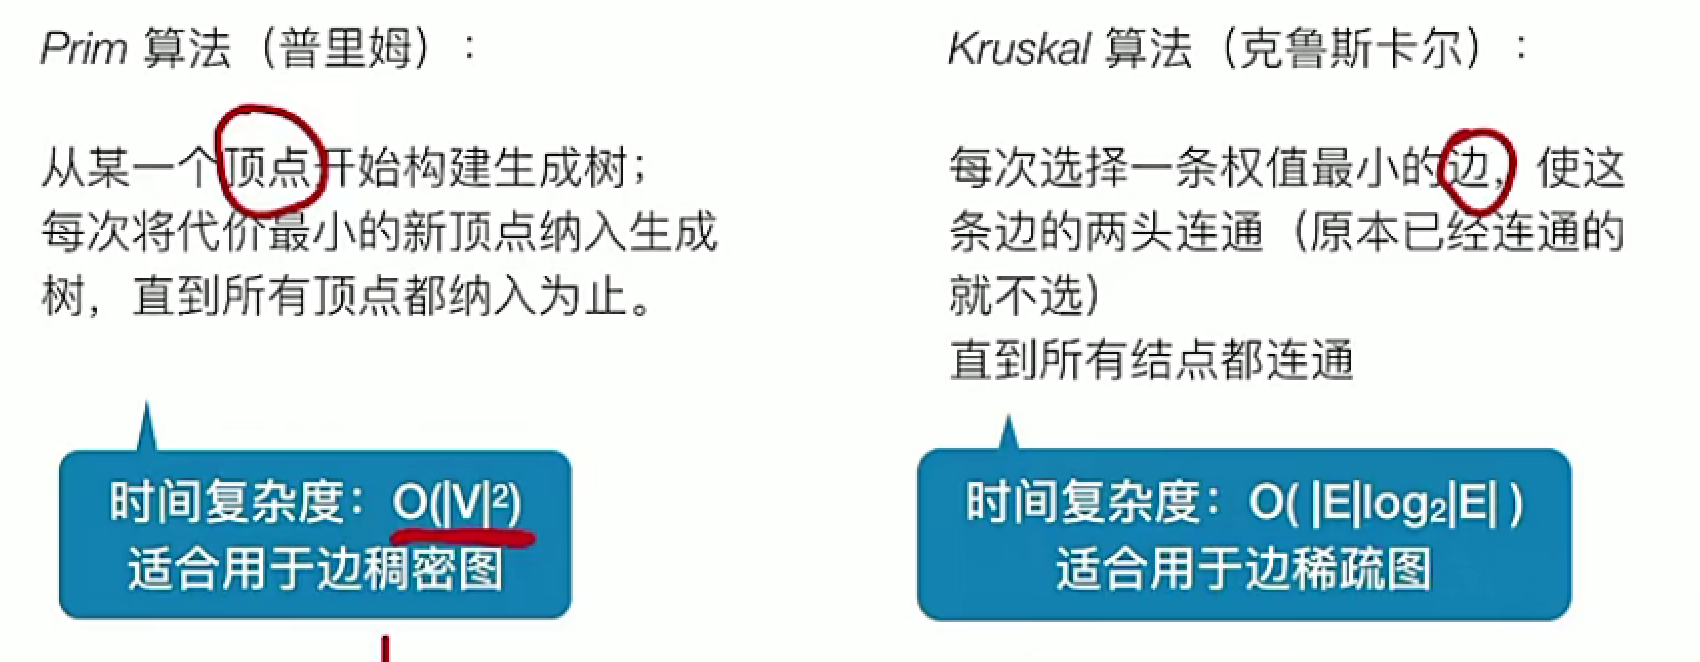 Prim 算法（普里姆）：
从某一个顶点开始构建生成树；
每次将代价最小的新顶点纳入生成
树，直到所有顶点都纳入为止。
时间复杂度：O(|V|²)
适合用于边稠密图
Kruskal 算法（克鲁斯卡尔）：
每次选择一条权值最小的边，使这
条边的两头连通（原本已经连通的
就不选）
直到所有结点都连通
时间复杂度：O( |E|log₂|E| )
适合用于边稀疏图